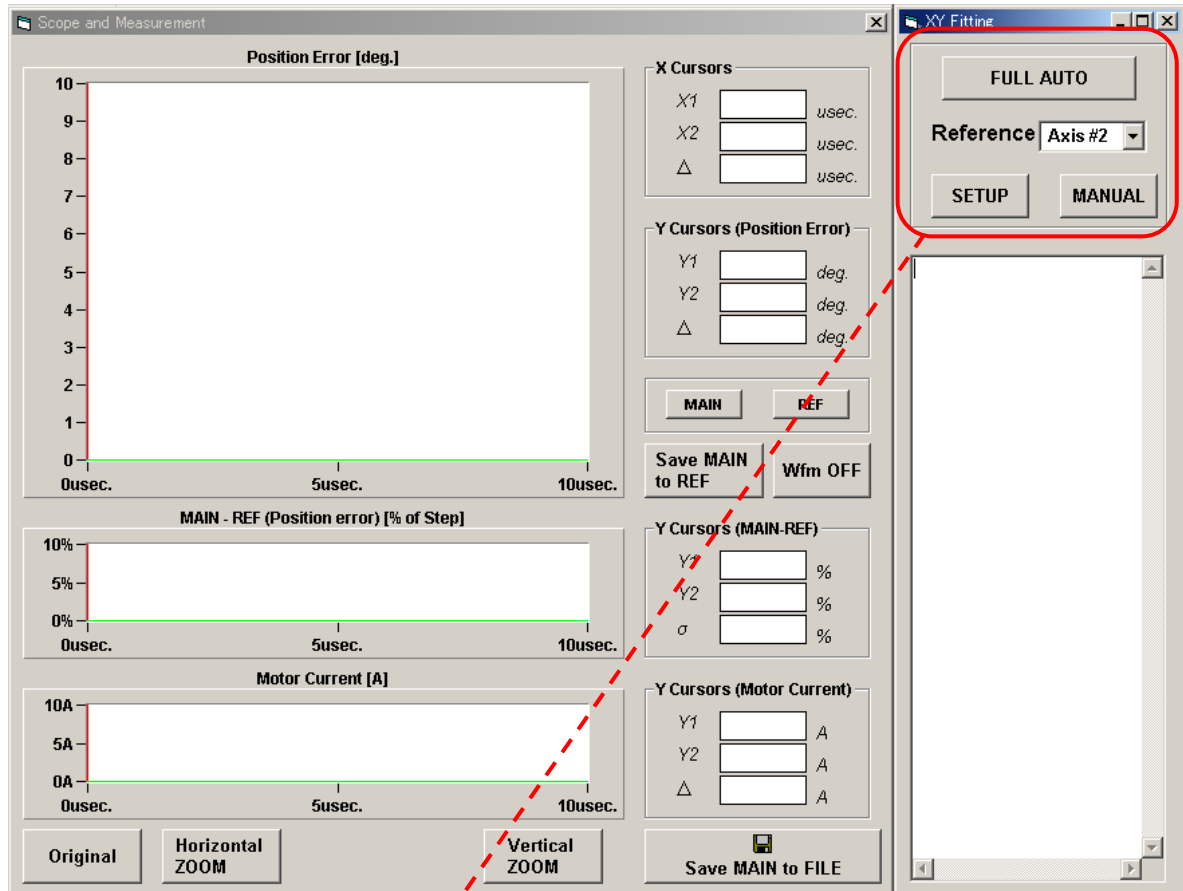 Scope and Measurement
Position Error [deg.]
10
9
8
7
6
5
4
3
2
1
0
0usec. 5usec. 10usec.
MAIN - REF (Position error) [% of Step]
10%
5%
0%
0usec. 5usec. 10usec.
Motor Current [A]
10A
5A
0A
0usec. 5usec. 10usec.
Original
Horizontal
ZOOM
Vertical
ZOOM
X Cursors
X1 usec.
X2 usec.
Δ usec.
Y Cursors (Position Error)
Y1 deg.
Y2 deg.
Δ deg.
MAIN REF
Save MAIN
to REF
Wfm OFF
Y Cursors (MAIN-REF)
Y1 %
Y2 %
σ %
Y Cursors (Motor Current)
Y1 A
Y2 A
Δ A
Save MAIN to FILE
XY Fitting
FULL AUTO
Reference Axis #2
SETUP MANUAL